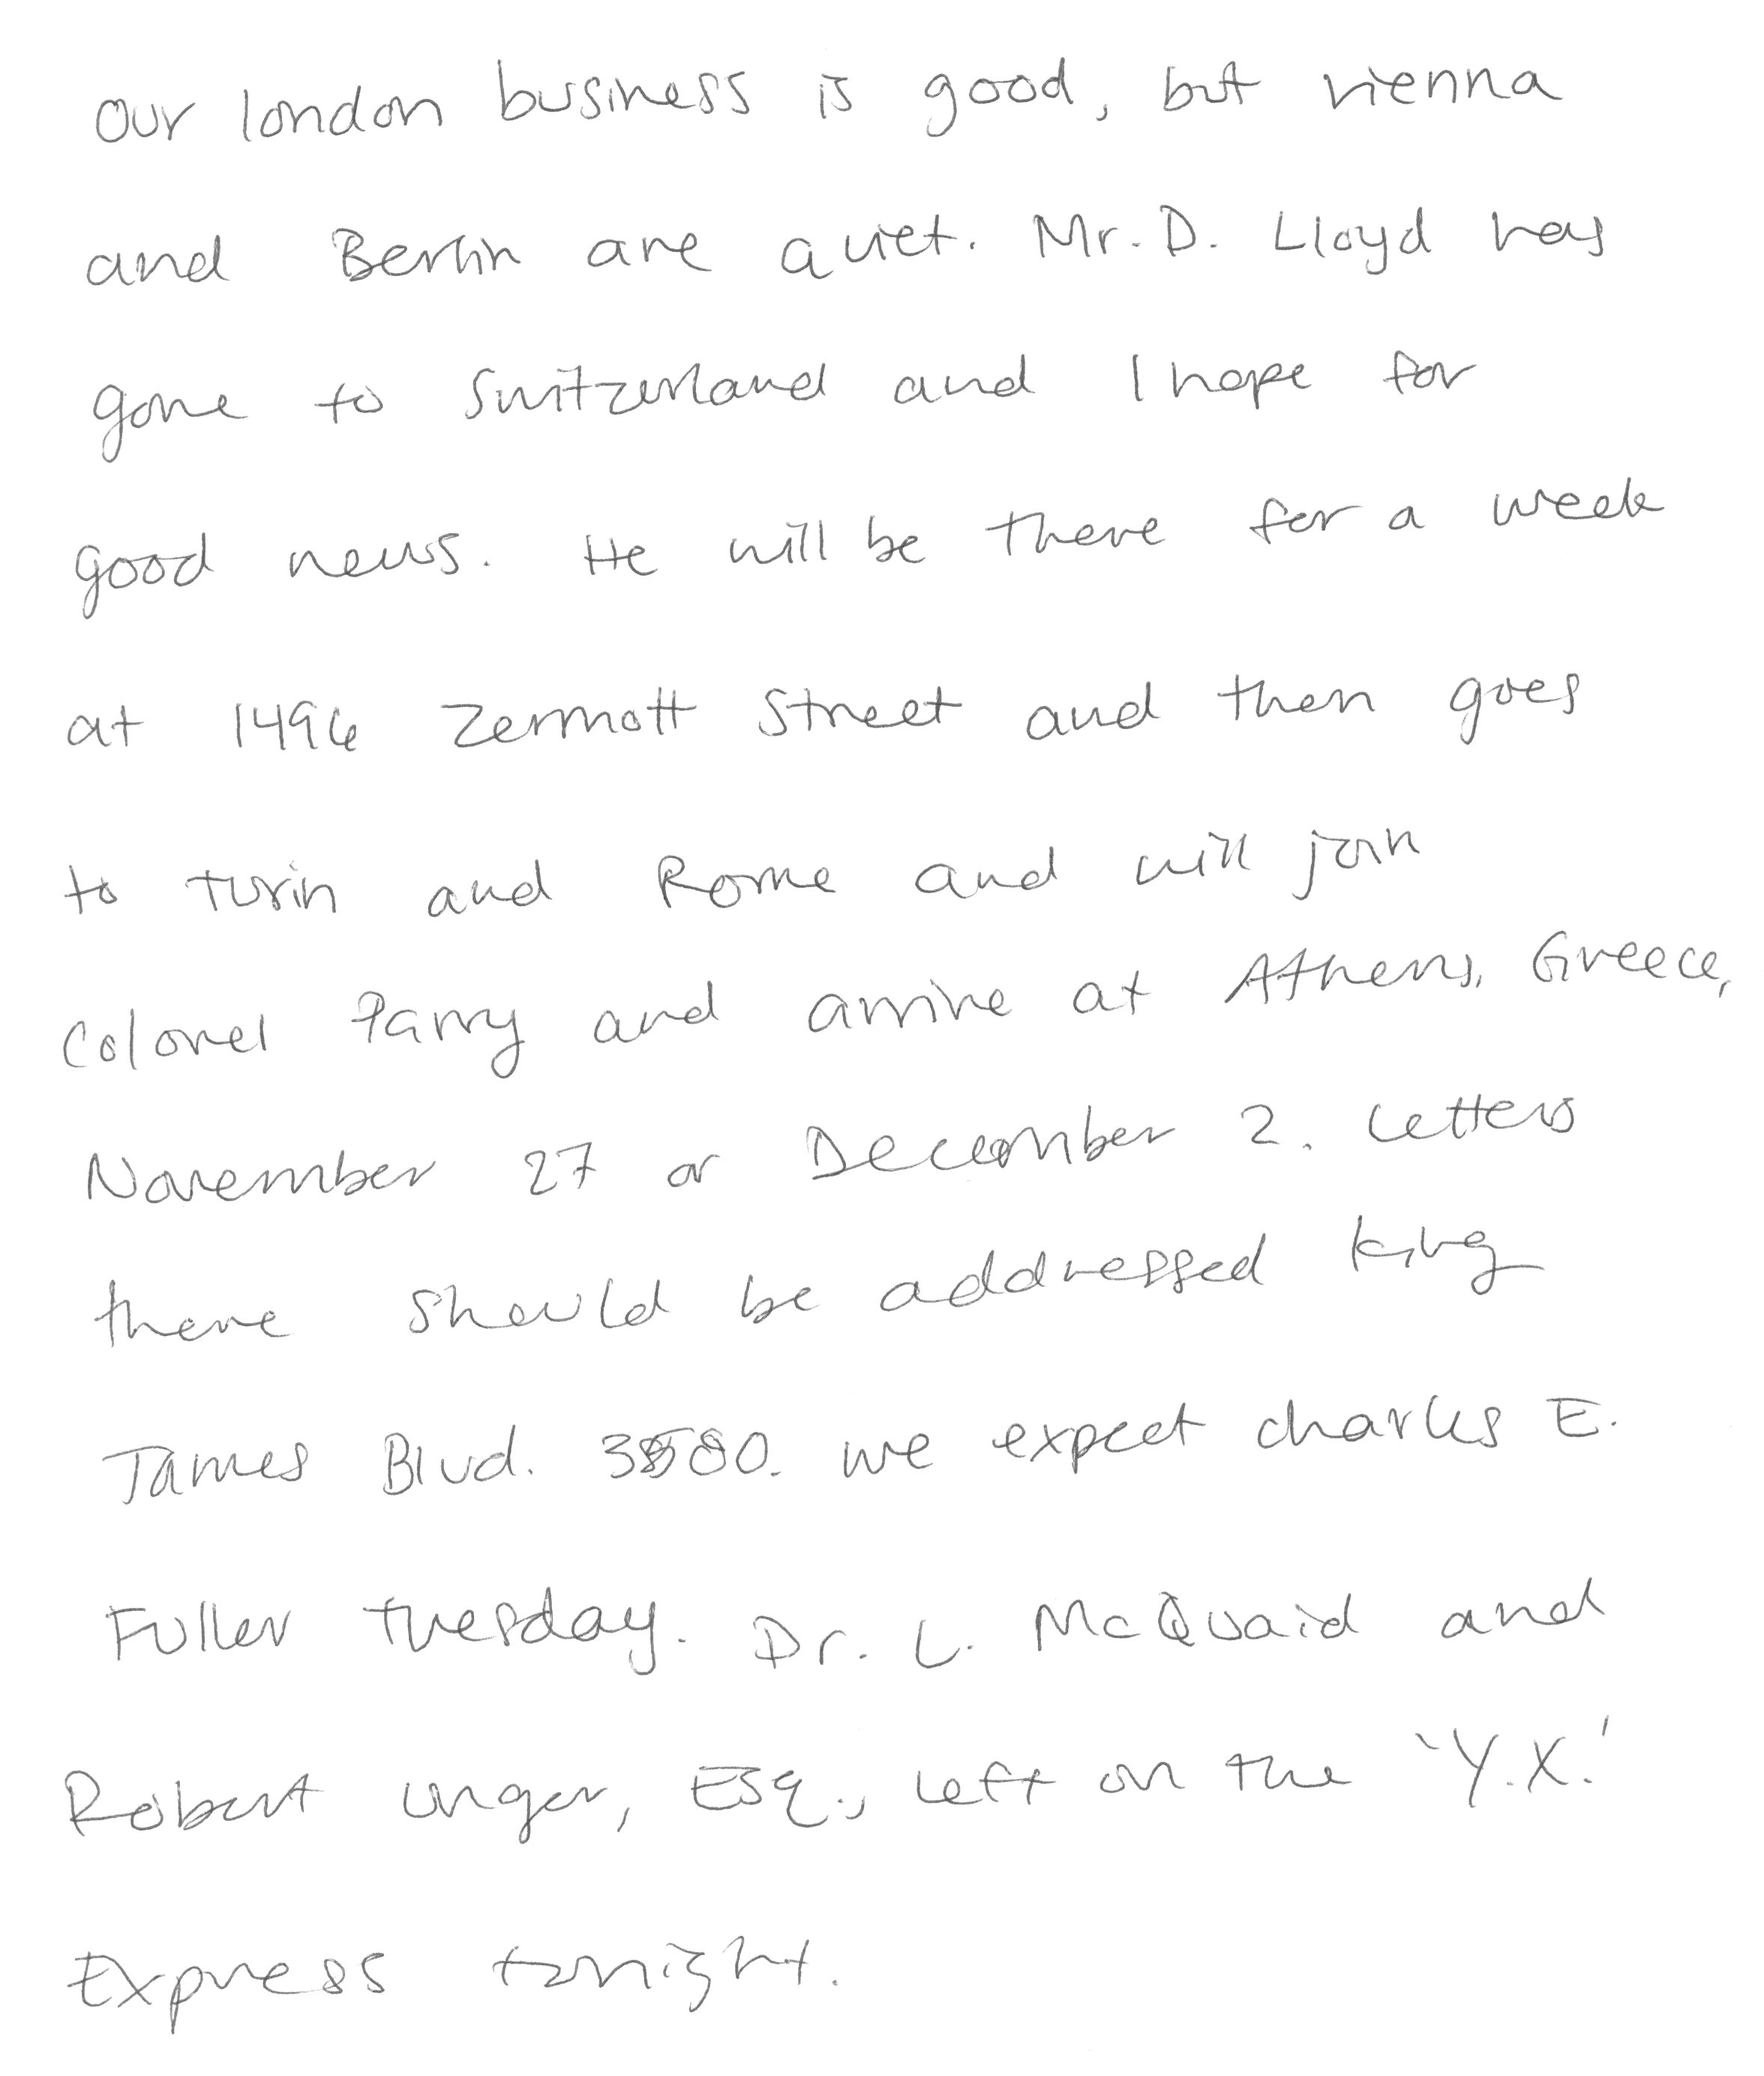 our london business is good, but vienna
and Berlin are quiet. Mr. D. Lloyd has
gone to Switzerland and I hope for
good news. He will be there for a week
at 1496 Zermott Street and then goes
to turin and Rome and will join
Colonel Parry and arrive at Athens, Greece,
November 27 or December 2. Letters
there should be addressed King
James Blvd. 3580. we expect charles E.
Fuller tuesday. Dr. L. McQuaid and
Robert unger, Esq., left on the 'Y.X.'
Express tonight.